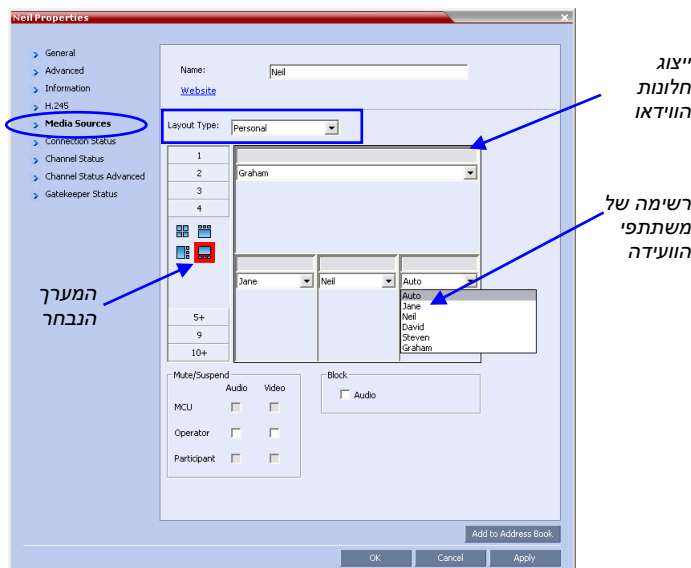 Neil Properties
General
Advanced
Information
H.245
Media Sources
Connection Status
Channel Status
Channel Status Advanced
Gatekeeper Status
Name: Neil
Website
Layout Type: Personal
1
2
3
4
5+
9
10+
Graham
Jane
Neil
Auto
Auto
Jane
Neil
David
Steven
Graham
Mute/Suspend
Audio Video
MCU
Operator
Participant
Block
Audio
Add to Address Book
OK Cancel Apply
ייצוג
חלונות
הווידאו
רשימה של
משתתפי
הוועידה
המערך
הנבחר